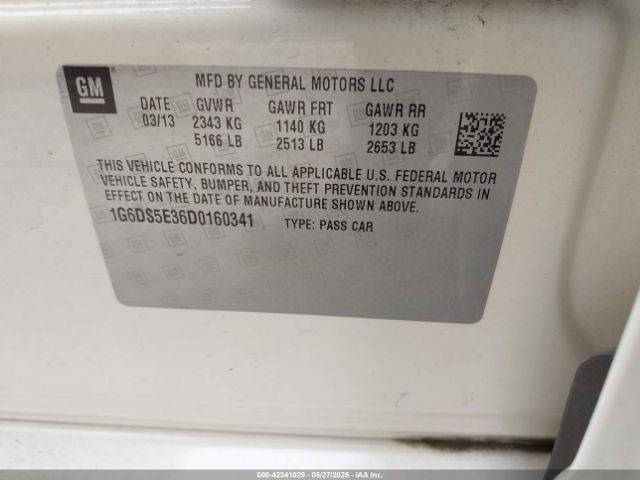 GM
MFD BY GENERAL MOTORS LLC
DATE GVWR GAWR FRT GAWR RR
03/13 2343 KG 1140 KG 1203 KG
5166 LB 2513 LB 2653 LB
THIS VEHICLE CONFORMS TO ALL APPLICABLE U.S. FEDERAL MOTOR
VEHICLE SAFETY, BUMPER, AND THEFT PREVENTION STANDARDS IN
EFFECT ON THE DATE OF MANUFACTURE SHOWN ABOVE.
1G6DS5E36D0160341 TYPE: PASS CAR
000-42341029 - 05/27/2025 - IAAI